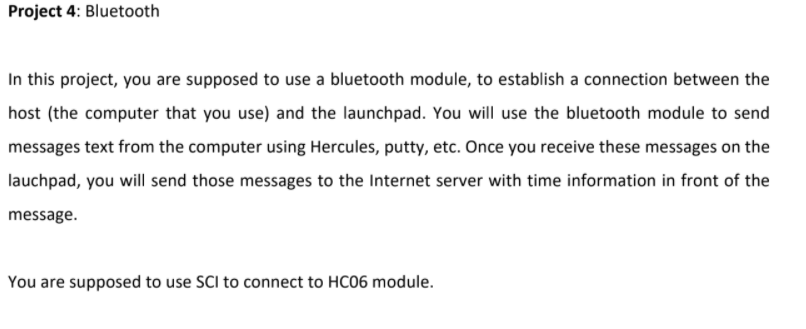 Project 4: Bluetooth
In this project, you are supposed to use a bluetooth module, to establish a connection between the
host (the computer that you use) and the launchpad. You will use the bluetooth module to send
messages text from the computer using Hercules, putty, etc. Once you receive these messages on the
lauchpad, you will send those messages to the Internet server with time information in front of the
message.
You are supposed to use SCI to connect to HC06 module.